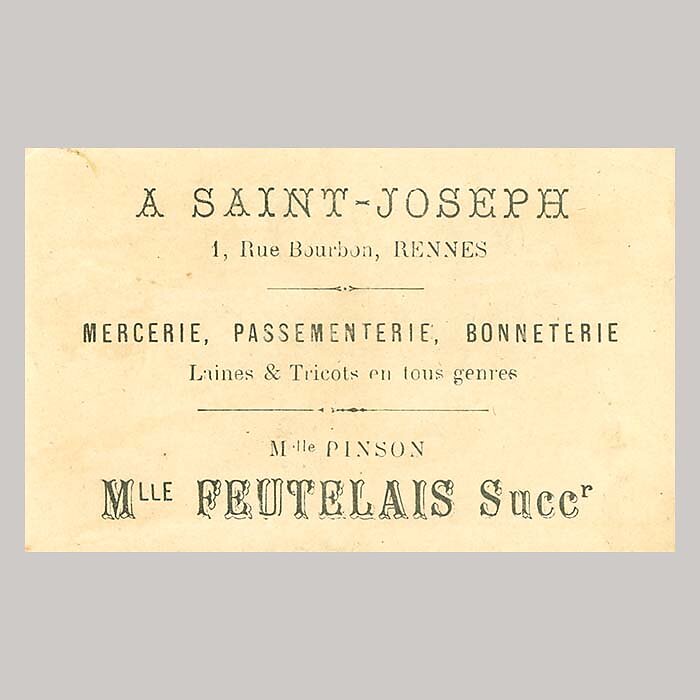 A SAINT-JOSEPH
1, Rue Bourbon, RENNES
MERCERIE, PASSEMENTERIE, BONNETERIE
Laines & Tricots en tous genres
Mlle PINSON
MLLE FEUTELAIS Succr